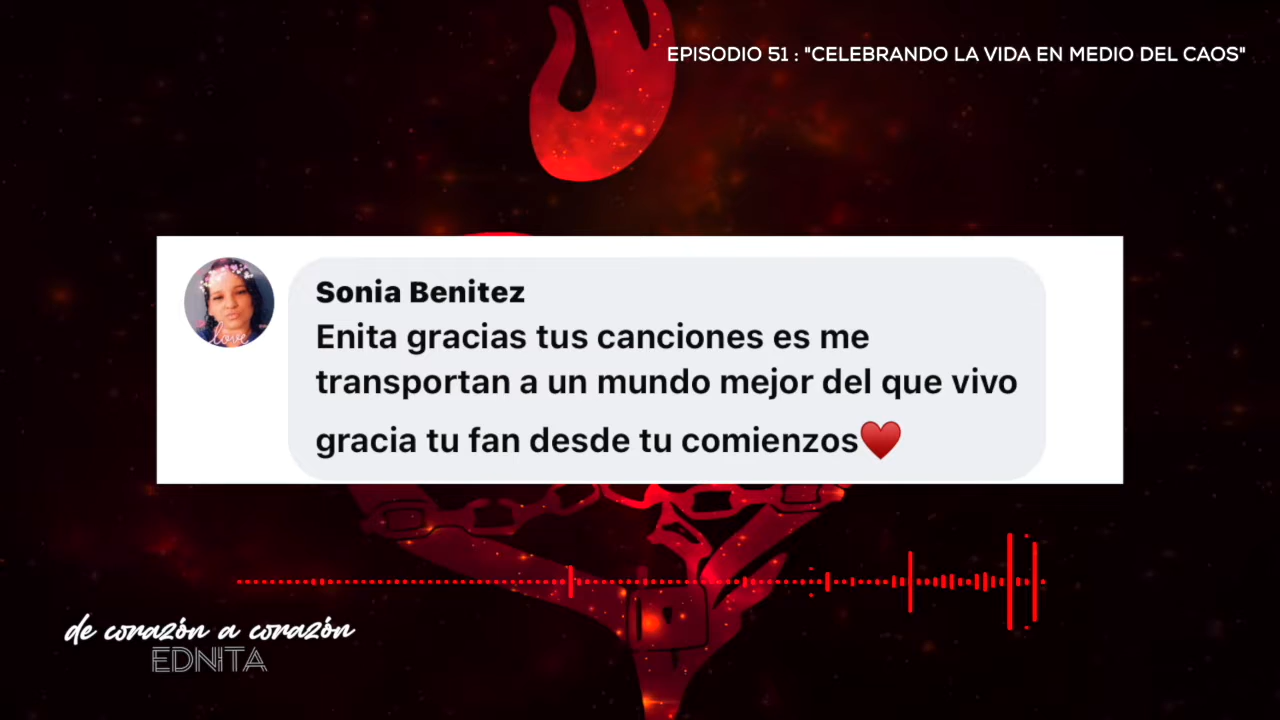 EPISODIO 51 : "CELEBRANDO LA VIDA EN MEDIO DEL CAOS"
Sonia Benitez
Enita gracias tus canciones es me
transportan a un mundo mejor del que vivo
gracia tu fan desde tu comienzos♥️
love
de corazón a corazón
EDNITA